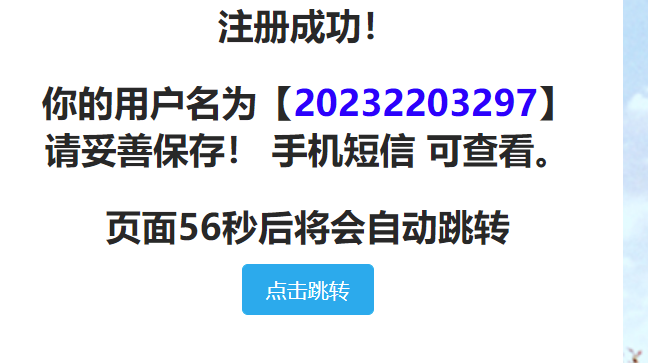 注册成功！
你的用户名为【20232203297】
请妥善保存！ 手机短信 可查看。
页面56秒后将会自动跳转
点击跳转